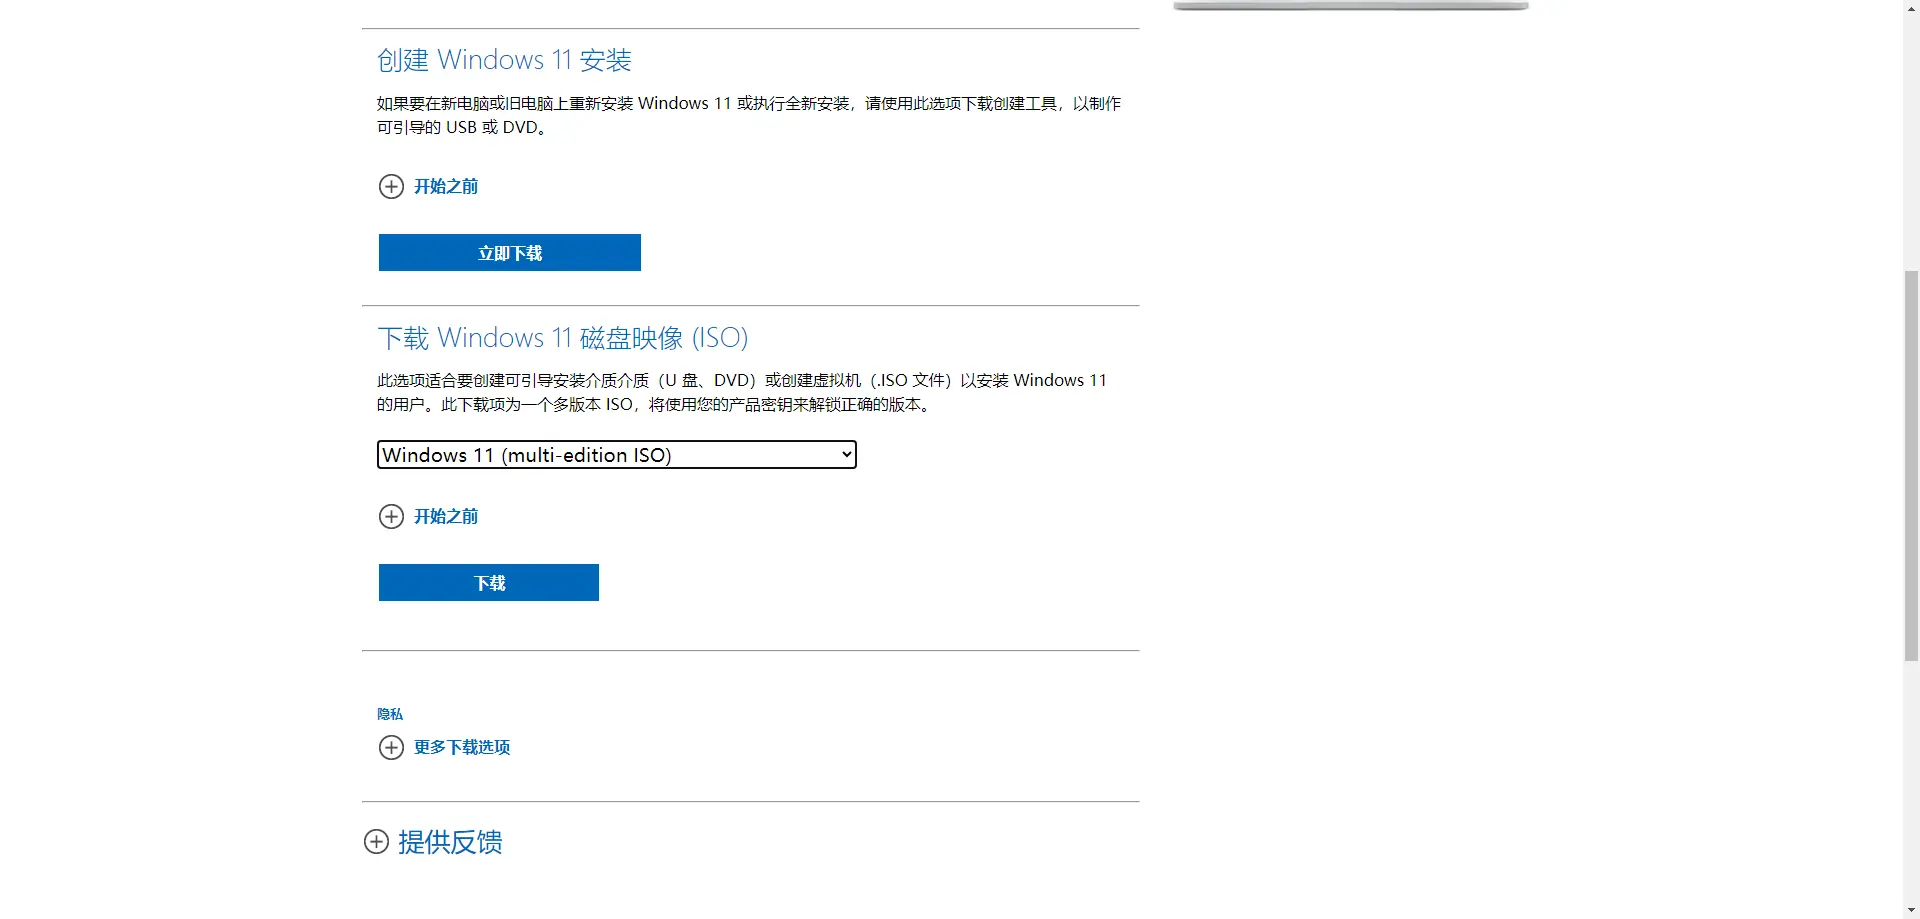 创建 Windows 11 安装
如果要在新电脑或旧电脑上重新安装 Windows 11 或执行全新安装，请使用此选项下载创建工具，以制作
可引导的 USB 或 DVD。
开始之前
立即下载
下载 Windows 11 磁盘映像 (ISO)
此选项适合要创建可引导安装介质介质（U 盘、DVD）或创建虚拟机（.ISO 文件）以安装 Windows 11
的用户。此下载项为一个多版本 ISO，将使用您的产品密钥来解锁正确的版本。
Windows 11 (multi-edition ISO)
开始之前
下载
隐私
更多下载选项
提供反馈